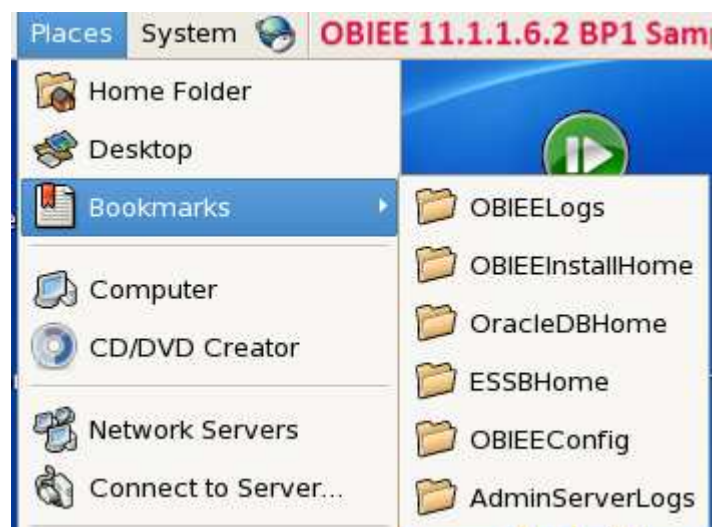 Places System OBIEE 11.1.1.6.2 BP1 Sam
Home Folder
Desktop
Bookmarks
OBIEELogs
OBIEEInstallHome
OracleDBHome
ESSBHome
OBIEEConfig
AdminServerLogs
Computer
CD/DVD Creator
Network Servers
Connect to Server...